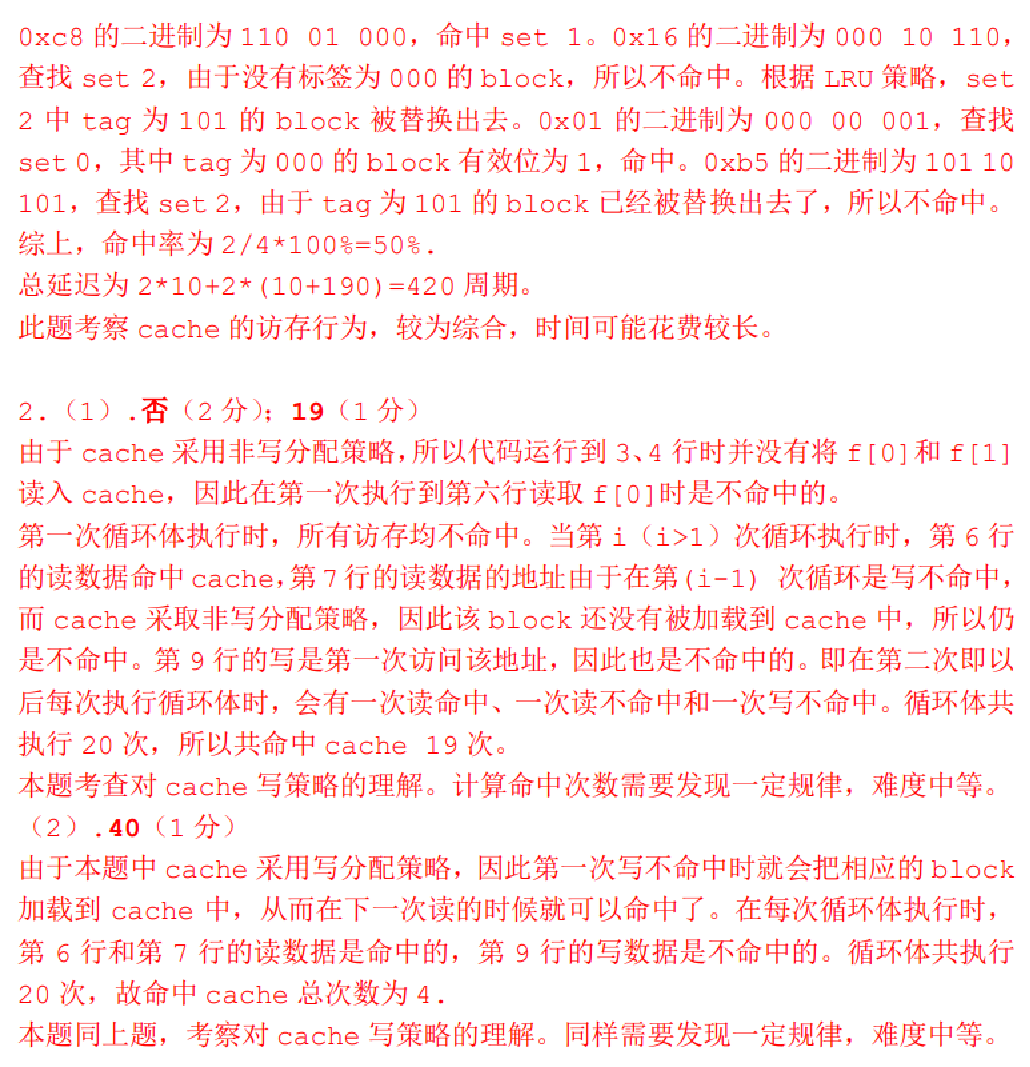 0xc8 的二进制为 110 01 000，命中 set 1。0x16 的二进制为 000 10 110，
查找 set 2，由于没有标签为 000 的 block，所以不命中。根据 LRU 策略，set
2 中 tag 为 101 的 block 被替换出去。0x01 的二进制为 000 00 001，查找
set 0，其中 tag 为 000 的 block 有效位为 1，命中。0xb5 的二进制为 101 10
101，查找 set 2，由于 tag 为 101 的 block 已经被替换出去了，所以不命中。
综上，命中率为 2/4*100%=50%.
总延迟为 2*10+2*(10+190)=420 周期。
此题考察 cache 的访存行为，较为综合，时间可能花费较长。
2.（1）.否（2 分）；19（1 分）
由于 cache 采用非写分配策略，所以代码运行到 3、4 行时并没有将 f[0]和 f[1]
读入 cache，因此在第一次执行到第六行读取 f[0]时是不命中的。
第一次循环体执行时，所有访存均不命中。当第 i（i>1）次循环执行时，第 6 行
的读数据命中 cache，第 7 行的读数据的地址由于在第(i-1) 次循环是写不命中，
而 cache 采取非写分配策略，因此该 block 还没有被加载到 cache 中，所以仍
是不命中。第 9 行的写是第一次访问该地址，因此也是不命中的。即在第二次即以
后每次执行循环体时，会有一次读命中、一次读不命中和一次写不命中。循环体共
执行 20 次，所以共命中 cache 19 次。
本题考查对 cache 写策略的理解。计算命中次数需要发现一定规律，难度中等。
（2）.40（1 分）
由于本题中 cache 采用写分配策略，因此第一次写不命中时就会把相应的 block
加载到 cache 中，从而在下一次读的时候就可以命中了。在每次循环体执行时，
第 6 行和第 7 行的读数据是命中的，第 9 行的写数据是不命中的。循环体共执行
20 次，故命中 cache 总次数为 4.
本题同上题，考察对 cache 写策略的理解。同样需要发现一定规律，难度中等。